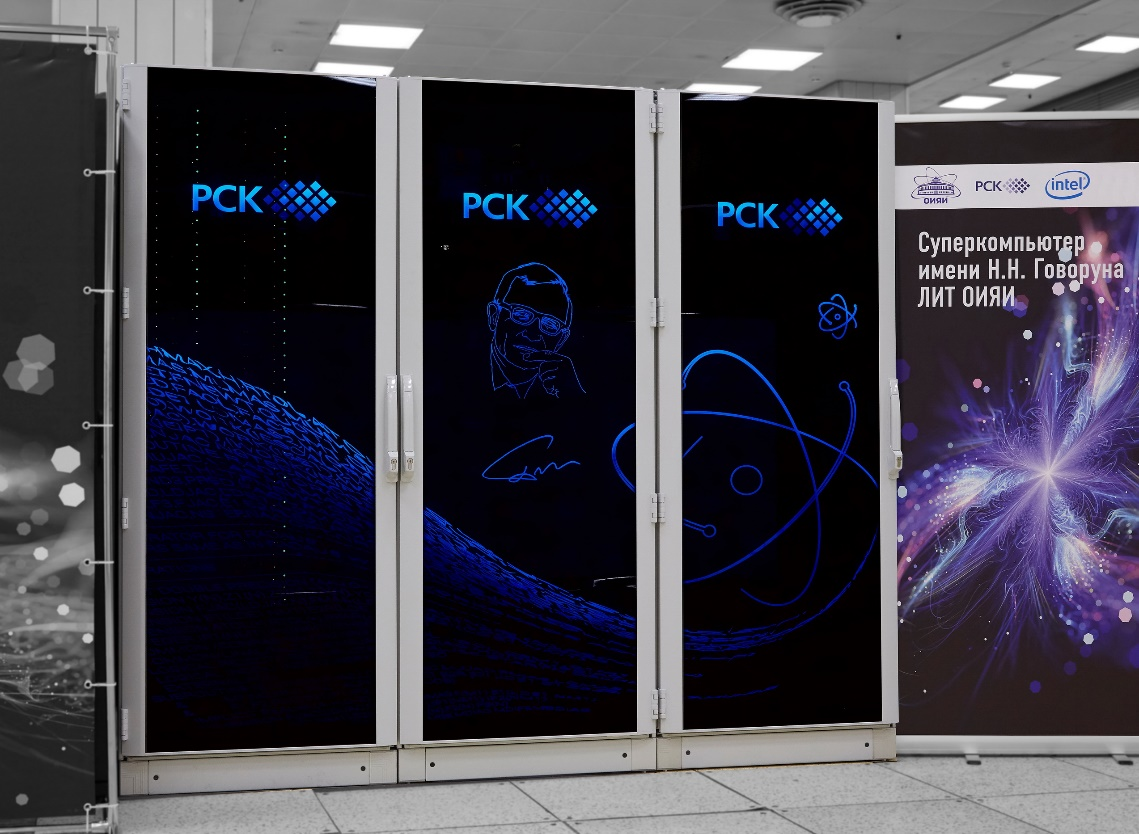 РСК
РСК
РСК
ОИЯИ
РСК
intel
Суперкомпьютер
имени Н.Н. Говоруна
ЛИТ ОИЯИ